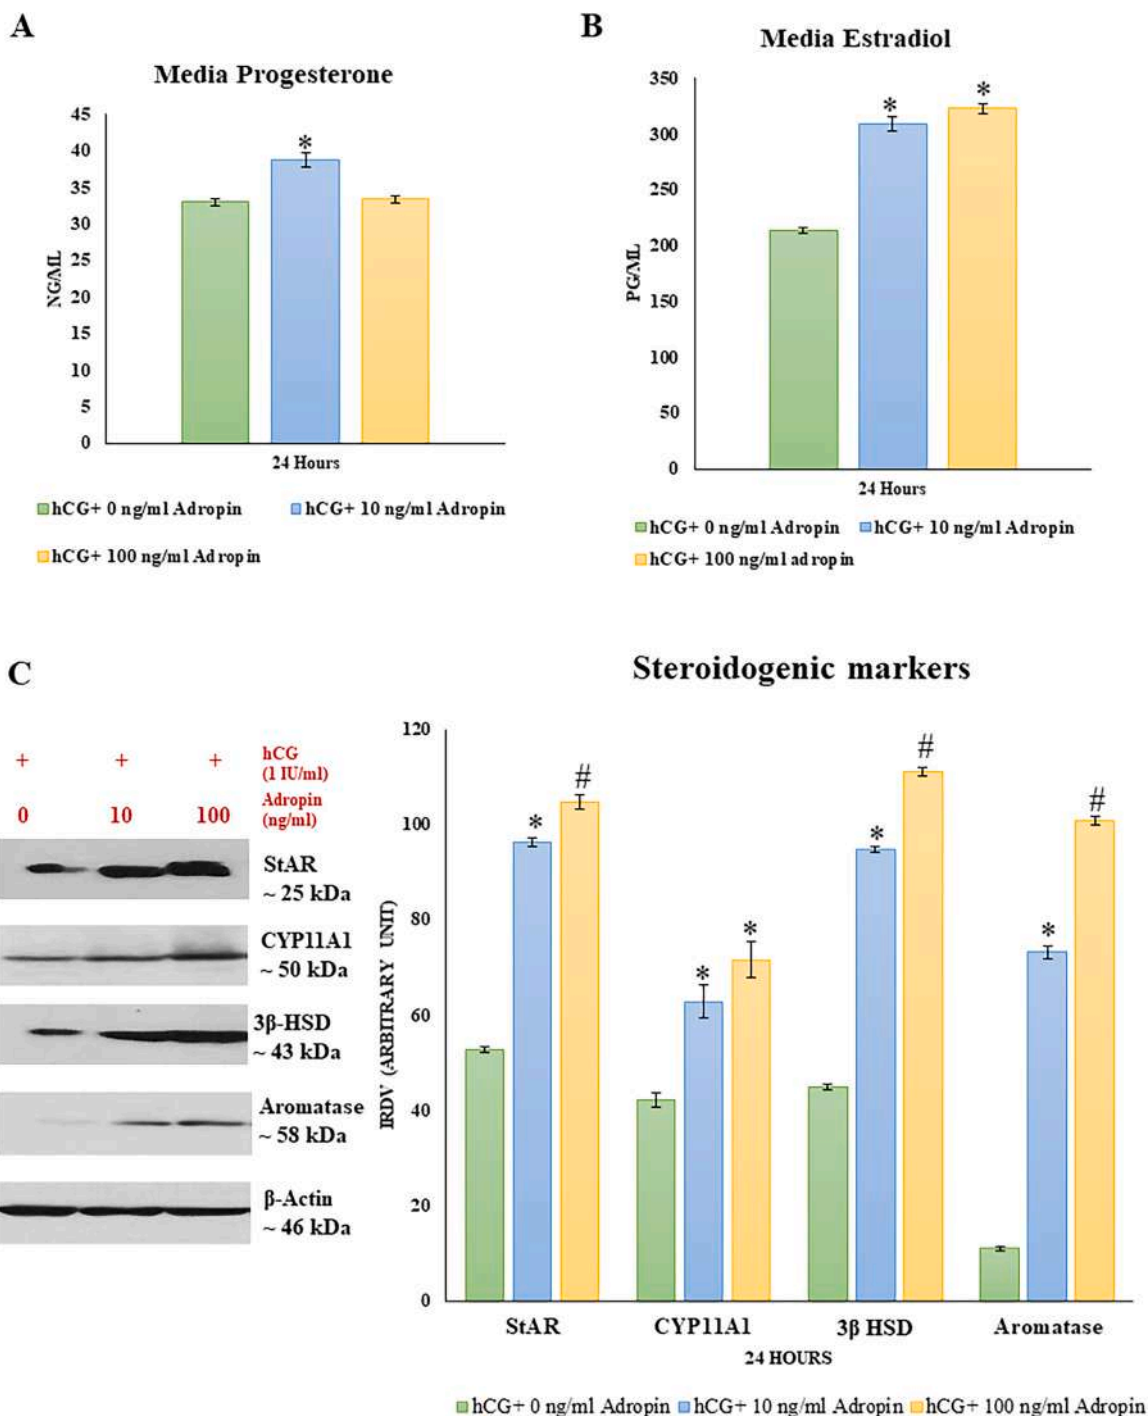 A
Media Progesterone
45
40
35
30
25
20
15
10
5
0
NG/ML
*
24 Hours
hCG+ 0 ng/ml Adropin hCG+ 10 ng/ml Adropin
hCG+ 100 ng/ml Adropin
B
Media Estradiol
350
300
250
200
150
100
50
0
PG/ML
* *
24 Hours
hCG+ 0 ng/ml Adropin hCG+ 10 ng/ml Adropin
hCG+ 100 ng/ml adropin
C
+ + + hCG
(1 IU/ml)
0 10 100 Adropin
(ng/ml)
StAR
~ 25 kDa
CYP11A1
~ 50 kDa
3β-HSD
~ 43 kDa
Aromatase
~ 58 kDa
β-Actin
~ 46 kDa
Steroidogenic markers
120
100
80
60
40
20
0
IRDV (ARBITRARY UNIT)
* # * * * # * #
StAR CYP11A1 3β HSD Aromatase
24 HOURS
hCG+ 0 ng/ml Adropin hCG+ 10 ng/ml Adropin hCG+ 100 ng/ml Adropin